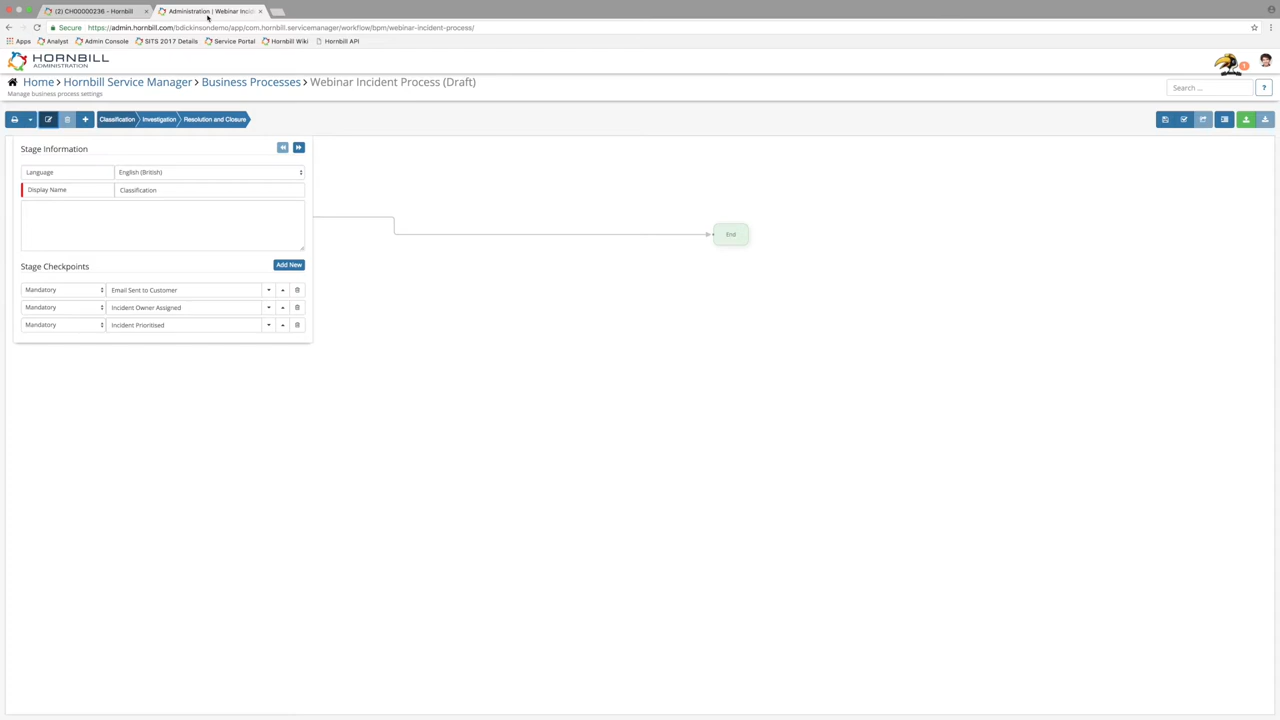 (2) CH00000236 - Hornbill
Administration | Webinar Incid
Secure
https://admin.hornbill.com/bdickinsondemo/app/com.hornbill.servicemanager/workflow/bpm/webinar-incident-process/
Apps Analyst Admin Console SITS 2017 Details Service Portal Hornbill Wiki Hornbill API
HORNBILL
ADMINISTRATION
1
Home > Hornbill Service Manager > Business Processes > Webinar Incident Process (Draft)
Manage business process settings
Search ...
?
Classification Investigation Resolution and Closure
Stage Information
Language English (British)
Display Name Classification
End
Stage Checkpoints Add New
Mandatory Email Sent to Customer
Mandatory Incident Owner Assigned
Mandatory Incident Prioritised